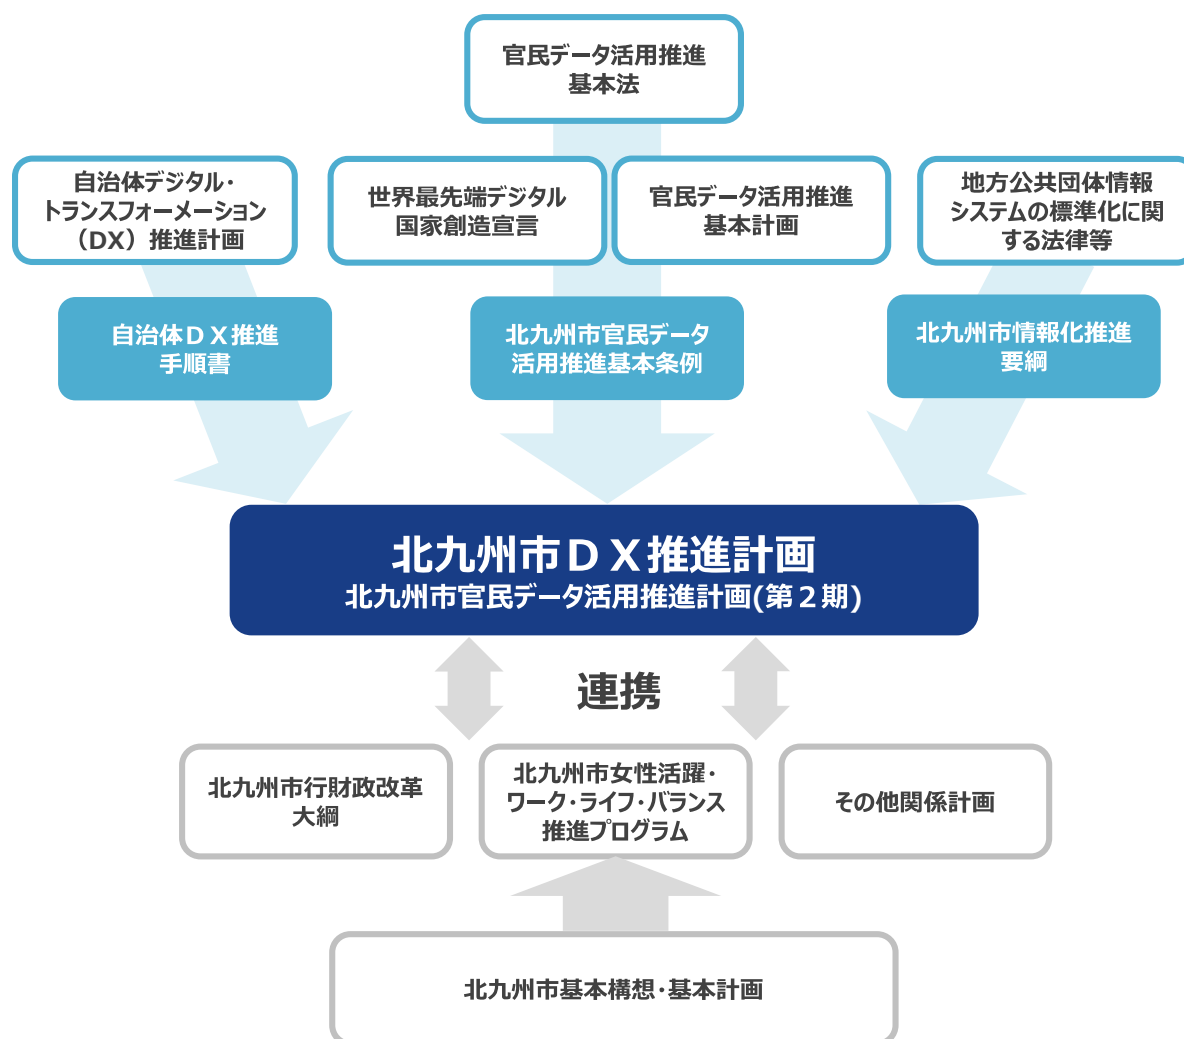 官民データ活用推進
基本法
自治体デジタル・
トランスフォーメーション
（DX）推進計画
世界最先端デジタル
国家創造宣言
官民データ活用推進
基本計画
地方公共団体情報
システムの標準化に関
する法律等
自治体ＤＸ推進
手順書
北九州市官民データ
活用推進基本条例
北九州市情報化推進
要綱
北九州市ＤＸ推進計画
北九州市官民データ活用推進計画(第２期)
連携
北九州市行財政改革
大綱
北九州市女性活躍・
ワーク・ライフ・バランス
推進プログラム
その他関係計画
北九州市基本構想・基本計画